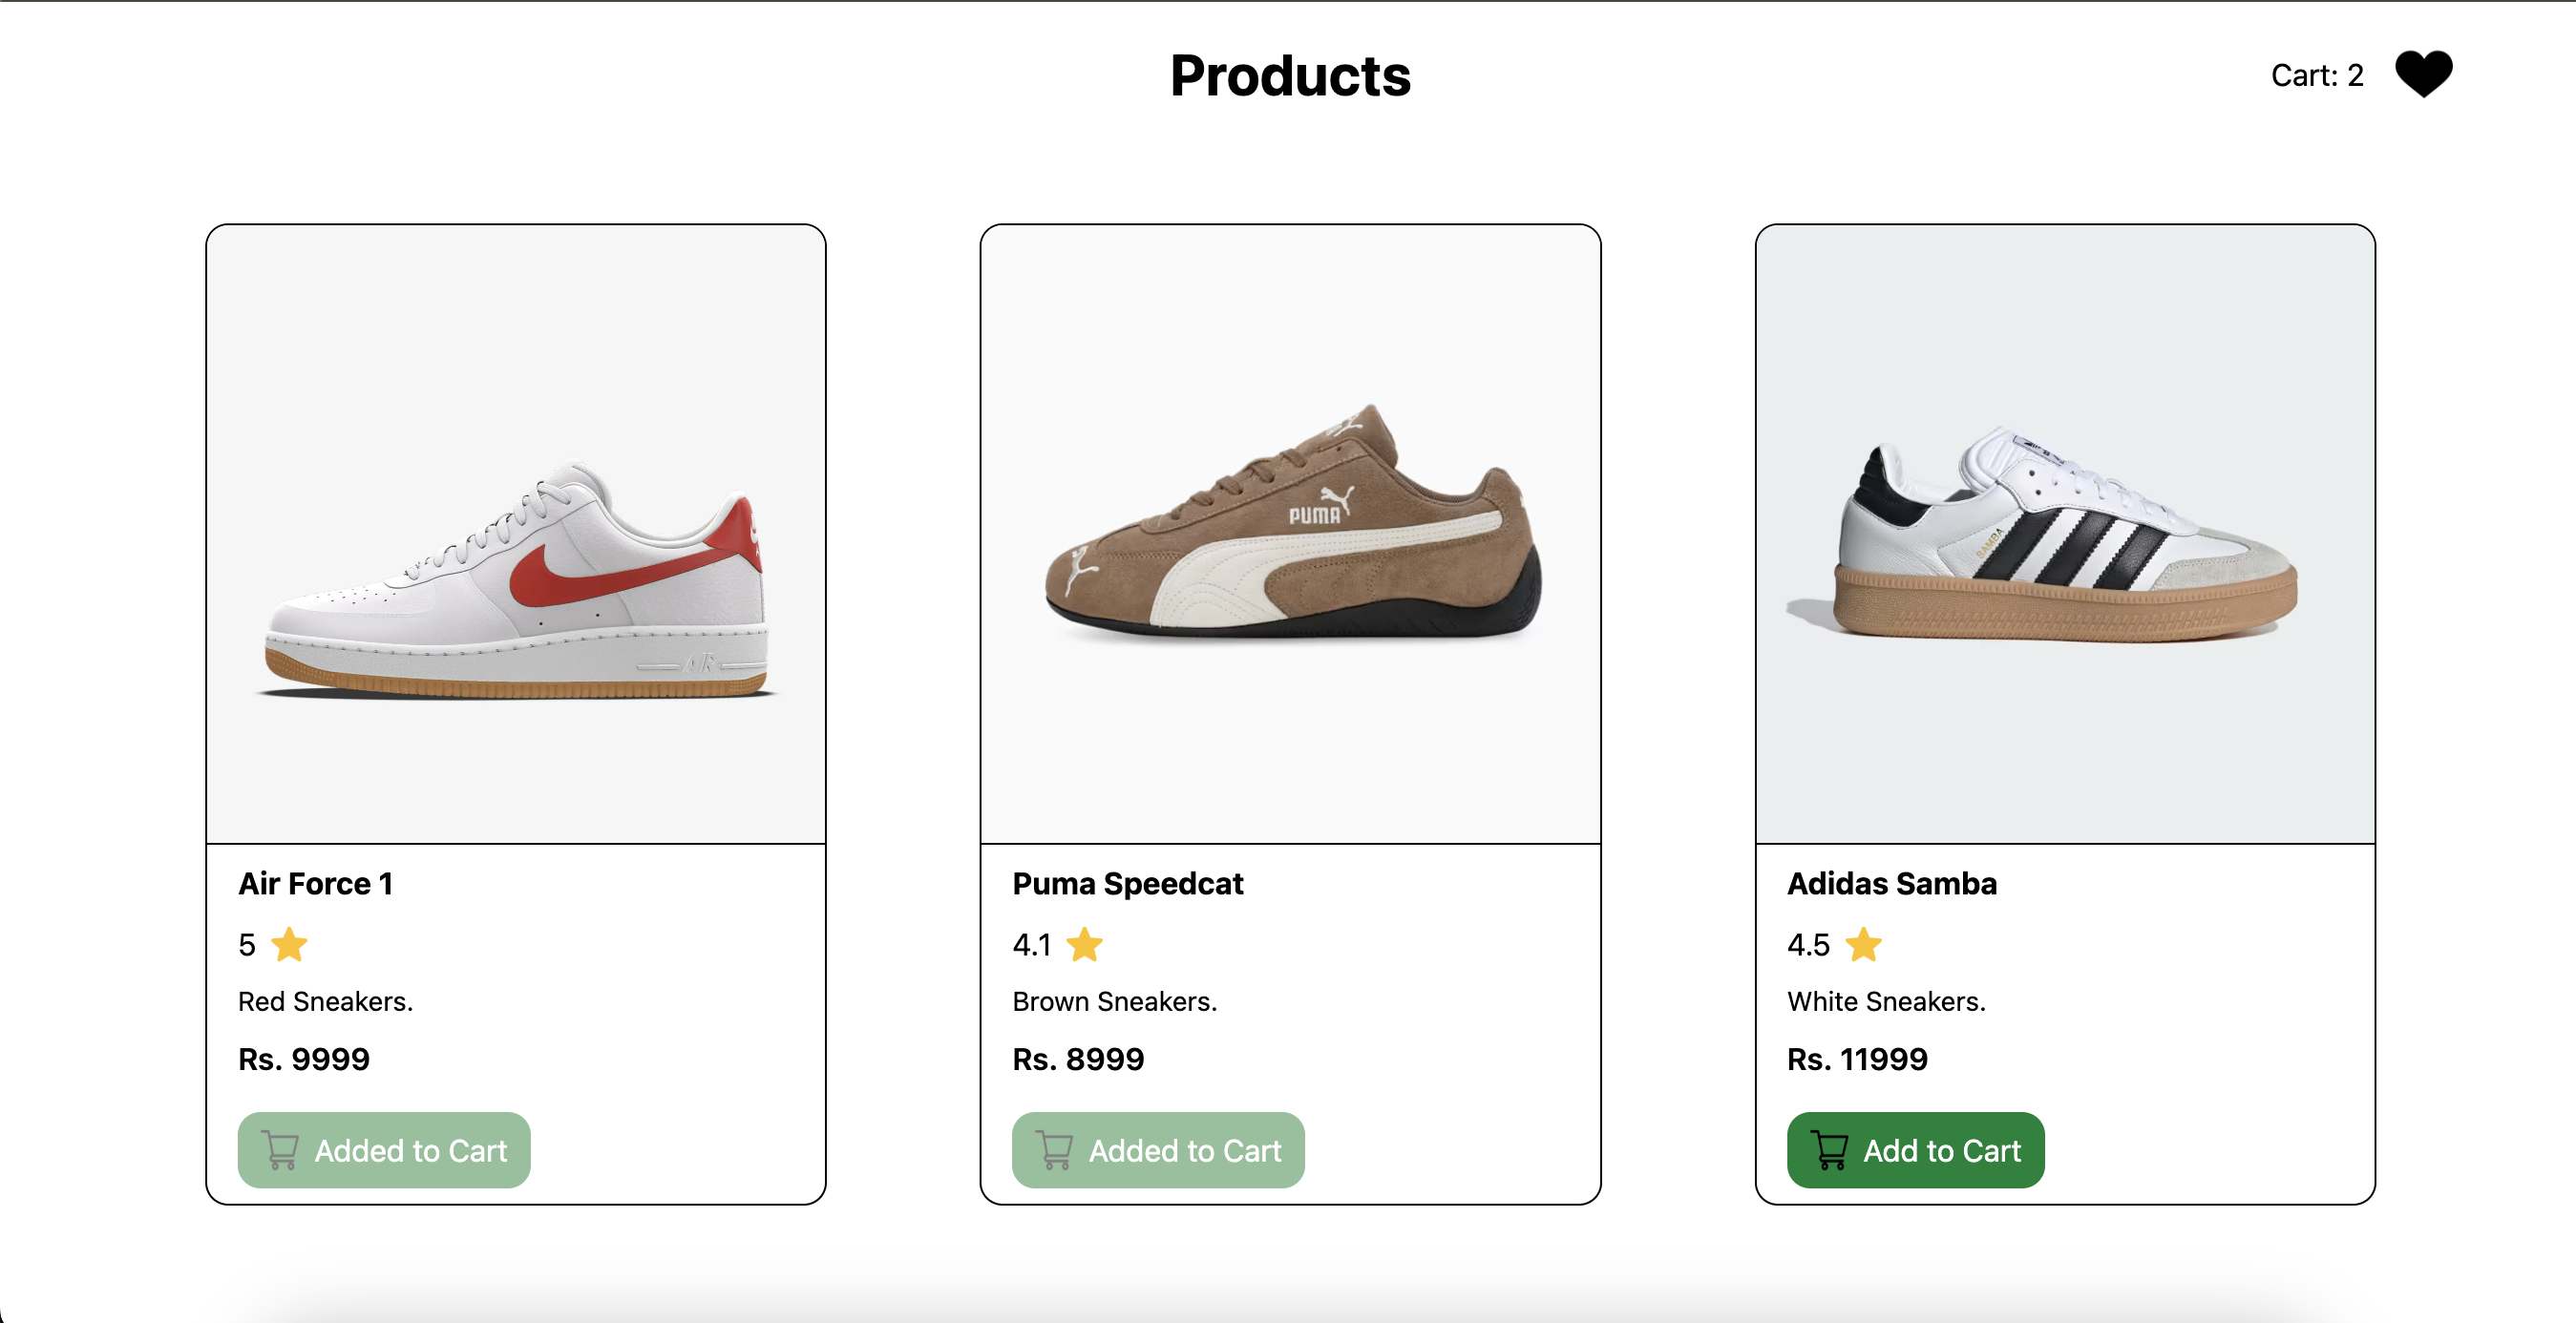 Products
Cart: 2
PUMA
SAMBA
AIR
Air Force 1
Puma Speedcat
Adidas Samba
5
4.1
4.5
Red Sneakers.
Brown Sneakers.
White Sneakers.
Rs. 9999
Rs. 8999
Rs. 11999
Added to Cart
Added to Cart
Add to Cart